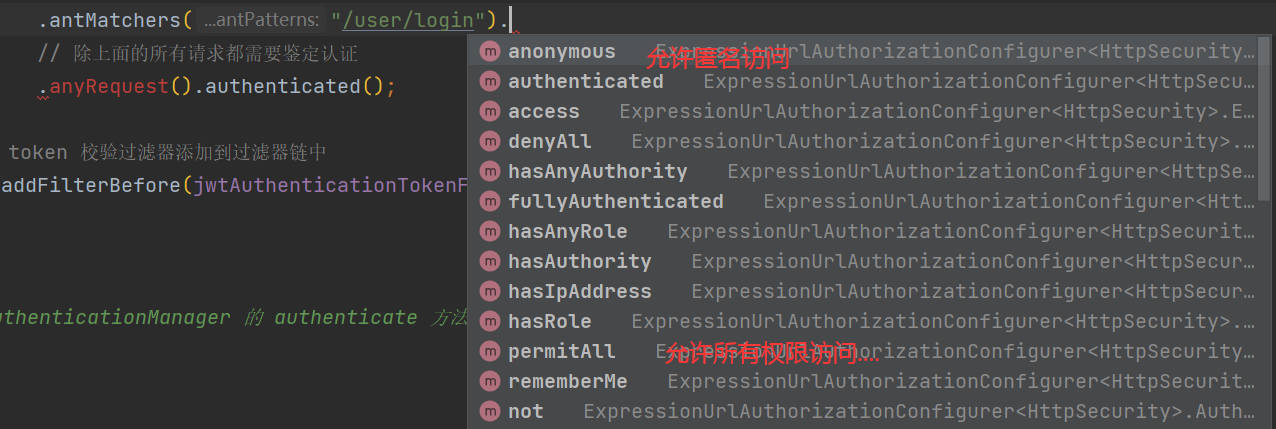 .antMatchers( …antPatterns: "/user/login").
// 除上面的所有请求都需要鉴定认证
.anyRequest().authenticated();
token 校验过滤器添加到过滤器链中
addFilterBefore(jwtAuthenticationTokenF
uthenticationManager 的 authenticate 方法
m anonymous ExpressionUrlAuthorizationConfigurer<HttpSecurity…
允许匿名访问
m authenticated ExpressionUrlAuthorizationConfigurer<HttpSecu…
m access ExpressionUrlAuthorizationConfigurer<HttpSecurity>.E…
m denyAll ExpressionUrlAuthorizationConfigurer<HttpSecurity>.…
m hasAnyAuthority ExpressionUrlAuthorizationConfigurer<HttpSe…
m fullyAuthenticated ExpressionUrlAuthorizationConfigurer<Htt…
m hasAnyRole ExpressionUrlAuthorizationConfigurer<HttpSecurit…
m hasAuthority ExpressionUrlAuthorizationConfigurer<HttpSecur…
m hasIpAddress ExpressionUrlAuthorizationConfigurer<HttpSecur…
m hasRole ExpressionUrlAuthorizationConfigurer<HttpSecurity>.…
m permitAll ExpressionUrlAuthorizationConfigurer<HttpSecurity…
允许所有权限访问....
m rememberMe ExpressionUrlAuthorizationConfigurer<HttpSecurit…
m not ExpressionUrlAuthorizationConfigurer<HttpSecurity>.Auth…